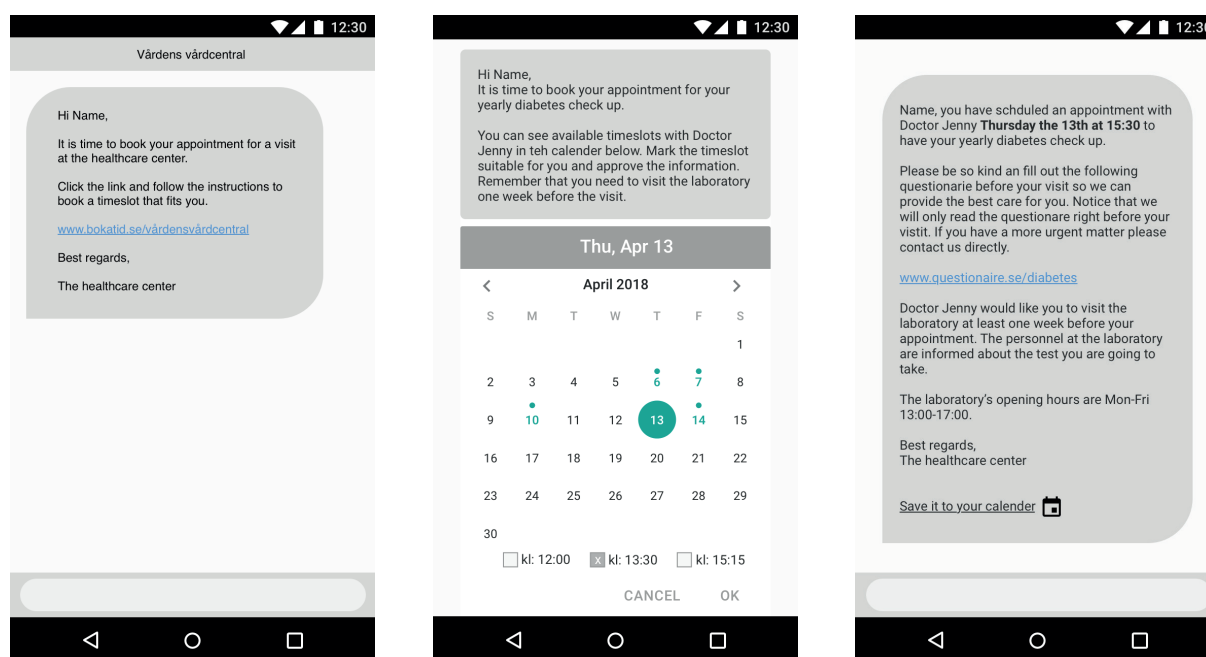 12:30
Vårdens vårdcentral
Hi Name,
It is time to book your appointment for a visit
at the healthcare center.
Click the link and follow the instructions to
book a timeslot that fits you.
www.bokatid.se/vårdensvårdcentral
Best regards,
The healthcare center
12:30
Hi Name,
It is time to book your appointment for your
yearly diabetes check up.
You can see available timeslots with Doctor
Jenny in teh calender below. Mark the timeslot
suitable for you and approve the information.
Remember that you need to visit the laboratory
one week before the visit.
Thu, Apr 13
April 2018
S M T W T F S
1
2 3 4 5 6 7 8
9 10 11 12 13 14 15
16 17 18 19 20 21 22
23 24 25 26 27 28 29
30
kl: 12:00 x kl: 13:30 kl: 15:15
CANCEL OK
12:30
Name, you have schduled an appointment with
Doctor Jenny Thursday the 13th at 15:30 to
have your yearly diabetes check up.
Please be so kind an fill out the following
questionarie before your visit so we can
provide the best care for you. Notice that we
will only read the questionare right before your
vistit. If you have a more urgent matter please
contact us directly.
www.questionaire.se/diabetes
Doctor Jenny would like you to visit the
laboratory at least one week before your
appointment. The personnel at the laboratory
are informed about the test you are going to
take.
The laboratory's opening hours are Mon-Fri
13:00-17:00.
Best regards,
The healthcare center
Save it to your calender